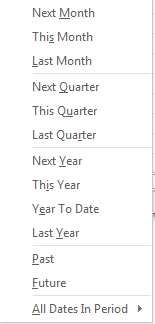 Next Month
This Month
Last Month
Next Quarter
This Quarter
Last Quarter
Next Year
This Year
Year To Date
Last Year
Past
Future
All Dates In Period